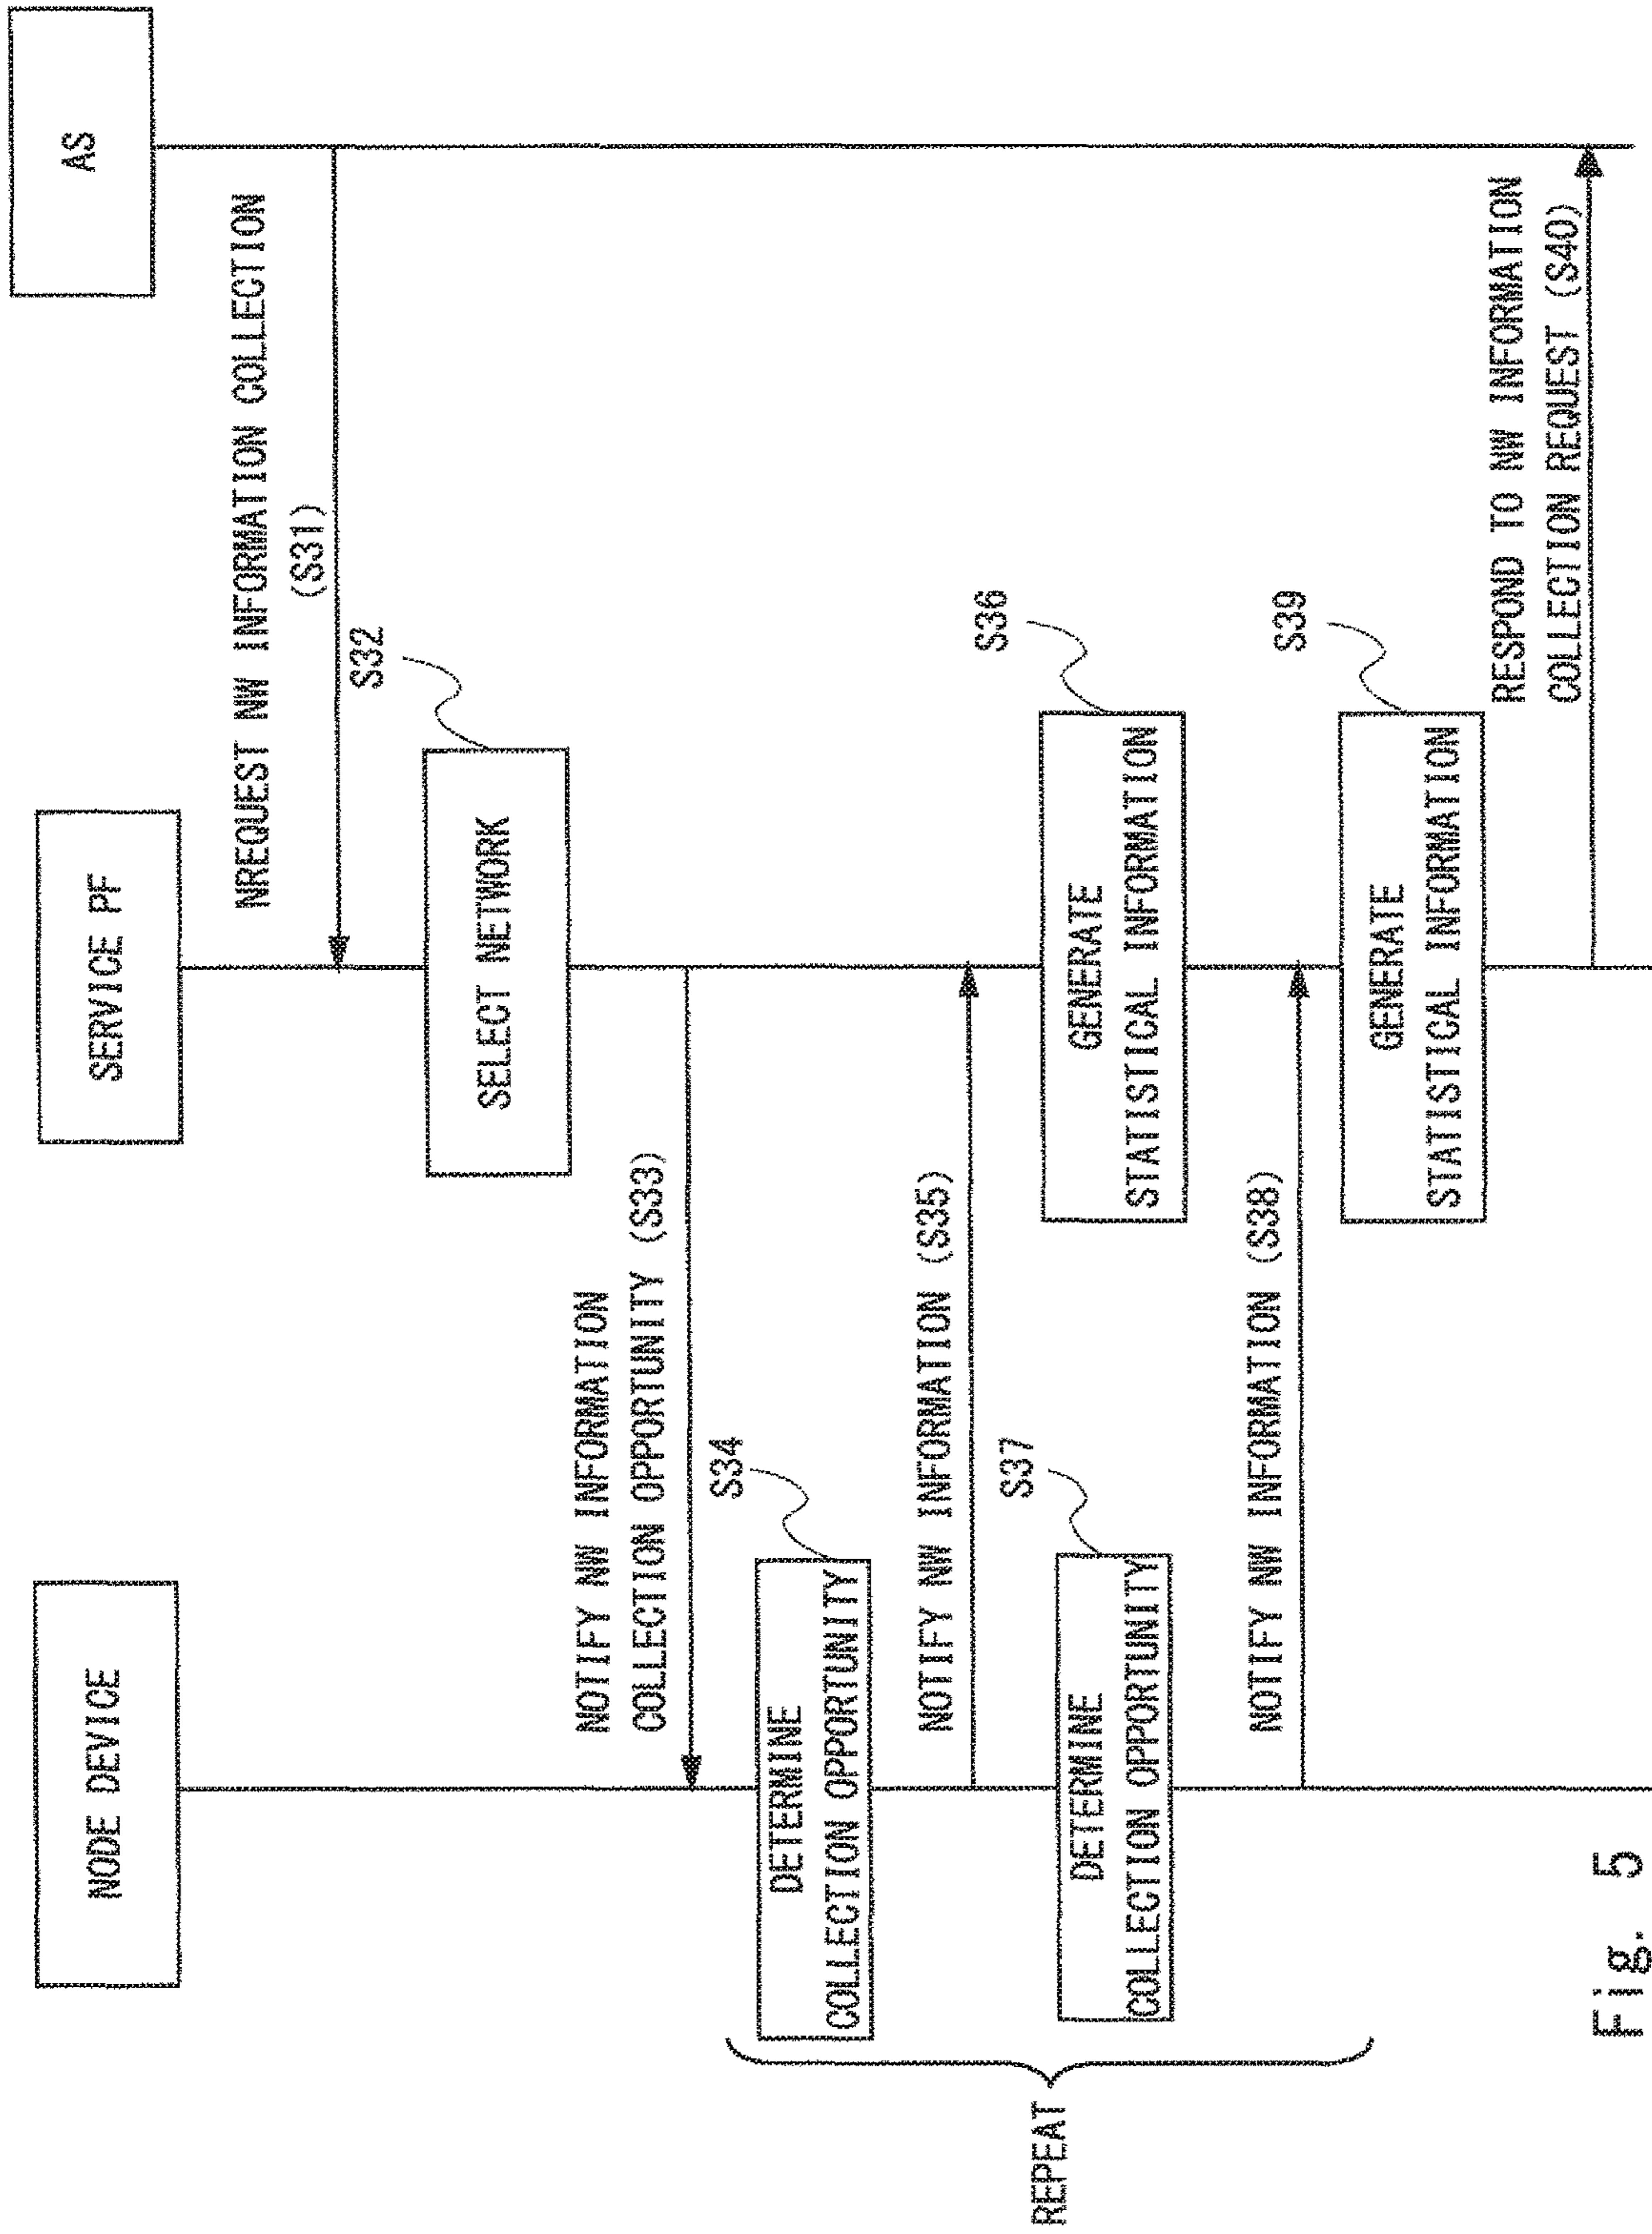 NODE DEVICE
SERVICE PF
AS
NREQUEST NW INFORMATION COLLECTION
(S31)
S32
SELECT NETWORK
NOTIFY NW INFORMATION
COLLECTION OPPORTUNITY (S33)
S34
DETERMINE
COLLECTION OPPORTUNITY
NOTIFY NW INFORMATION (S35)
S36
GENERATE
STATISTICAL INFORMATION
S37
DETERMINE
COLLECTION OPPORTUNITY
REPEAT
NOTIFY NW INFORMATION (S38)
S39
GENERATE
STATISTICAL INFORMATION
RESPOND TO NW INFORMATION
COLLECTION REQUEST (S40)
Fig. 5